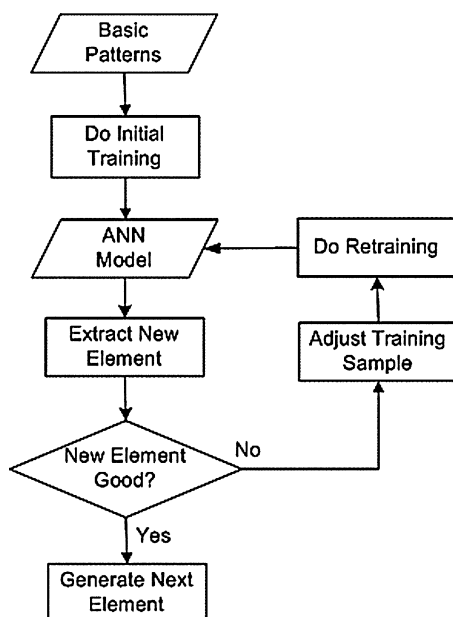 Basic
Patterns
Do Initial
Training
ANN
Model
Do Retraining
Extract New
Element
Adjust Training
Sample
New Element
Good?
No
Yes
Generate Next
Element